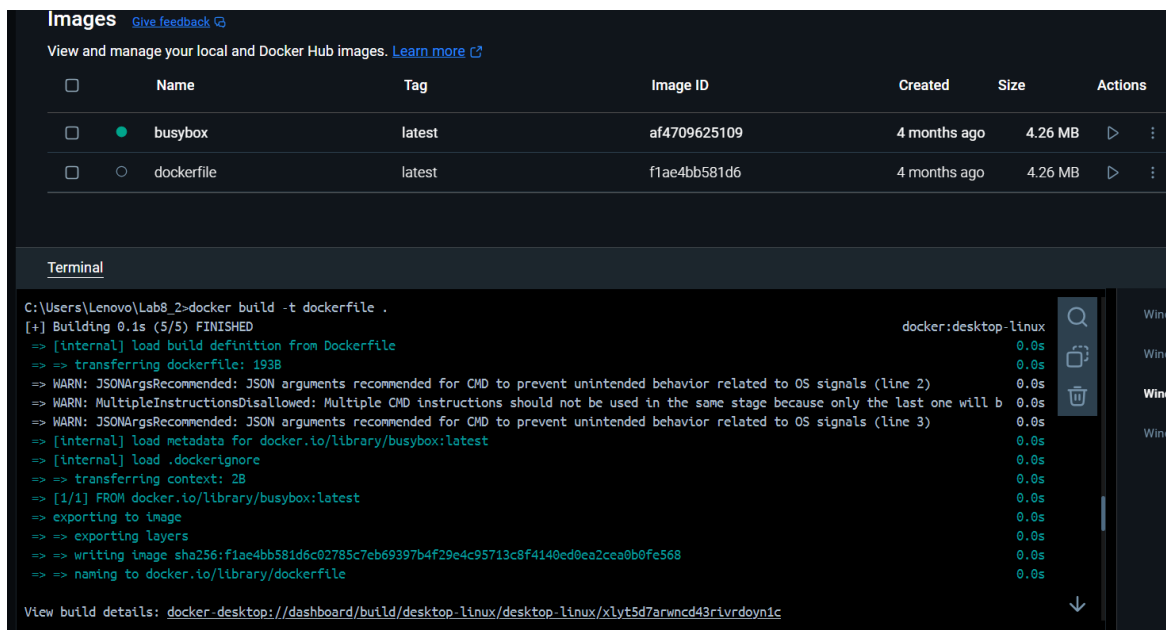 Images Give feedback
View and manage your local and Docker Hub images. Learn more
Name Tag Image ID Created Size Actions
busybox latest af4709625109 4 months ago 4.26 MB
dockerfile latest f1ae4bb581d6 4 months ago 4.26 MB
Terminal
C:\Users\Lenovo\Lab8_2>docker build -t dockerfile .
[+] Building 0.1s (5/5) FINISHED docker:desktop-linux
=> [internal] load build definition from Dockerfile 0.0s
=> => transferring dockerfile: 193B 0.0s
=> WARN: JSONArgsRecommended: JSON arguments recommended for CMD to prevent unintended behavior related to OS signals (line 2) 0.0s
=> WARN: MultipleInstructionsDisallowed: Multiple CMD instructions should not be used in the same stage because only the last one will b 0.0s
=> WARN: JSONArgsRecommended: JSON arguments recommended for CMD to prevent unintended behavior related to OS signals (line 3) 0.0s
=> [internal] load metadata for docker.io/library/busybox:latest 0.0s
=> [internal] load .dockerignore 0.0s
=> => transferring context: 2B 0.0s
=> [1/1] FROM docker.io/library/busybox:latest 0.0s
=> exporting to image 0.0s
=> => exporting layers 0.0s
=> => writing image sha256:f1ae4bb581d6c02785c7eb69397b4f29e4c95713c8f4140ed0ea2cea0b0fe568 0.0s
=> => naming to docker.io/library/dockerfile 0.0s
View build details: docker-desktop://dashboard/build/desktop-linux/desktop-linux/xlyt5d7arwncd43rivrdoyn1c